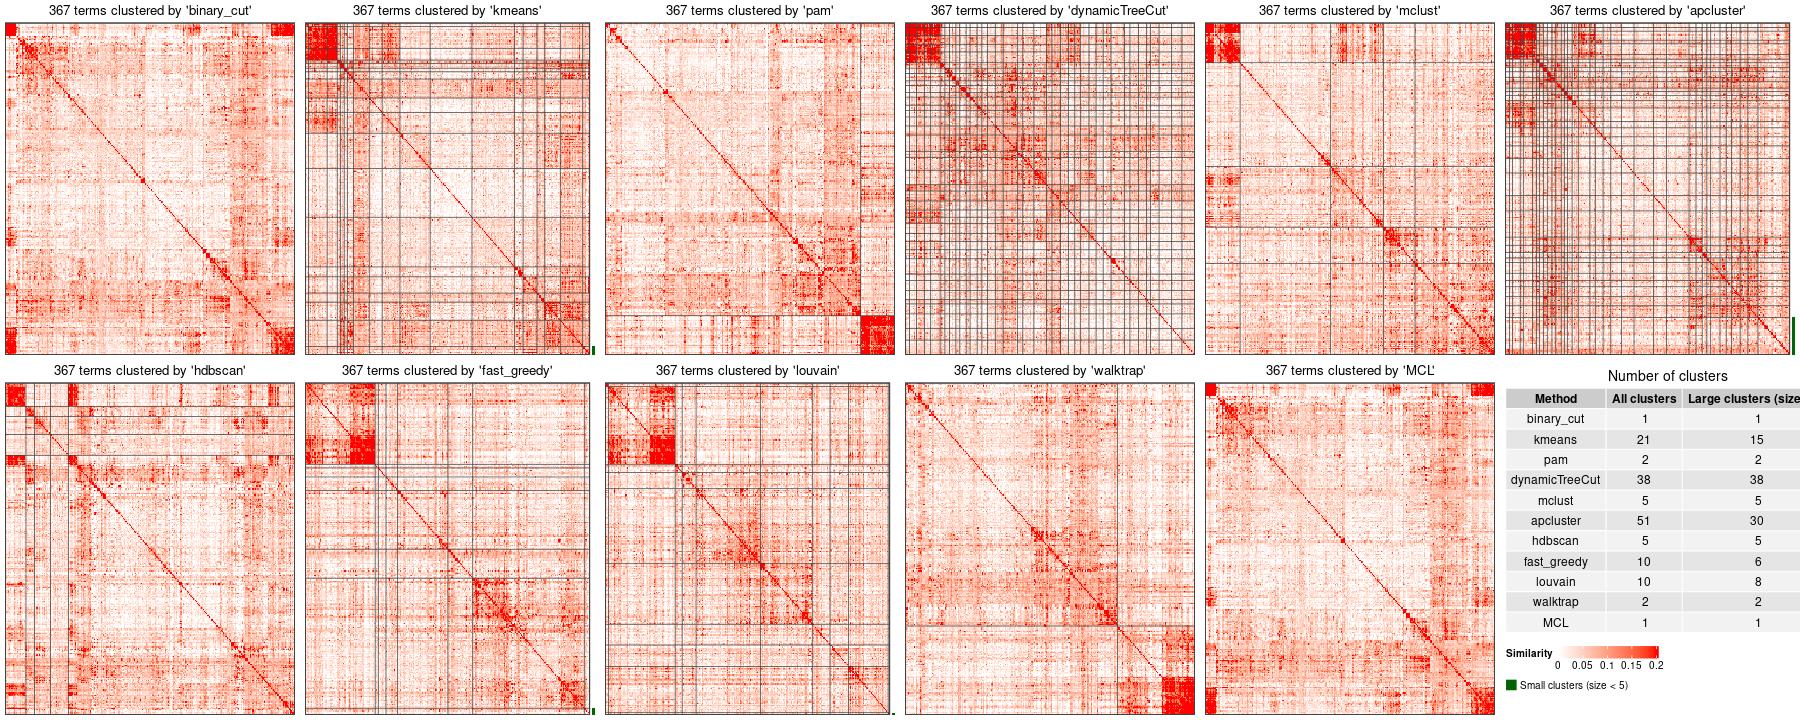 367 terms clustered by 'binary_cut'
367 terms clustered by 'kmeans'
367 terms clustered by 'pam'
367 terms clustered by 'dynamicTreeCut'
367 terms clustered by 'mclust'
367 terms clustered by 'apcluster'
367 terms clustered by 'hdbscan'
367 terms clustered by 'fast_greedy'
367 terms clustered by 'louvain'
367 terms clustered by 'walktrap'
367 terms clustered by 'MCL'
Number of clusters
Method All clusters Large clusters (size
binary_cut 1 1
kmeans 21 15
pam 2 2
dynamicTreeCut 38 38
mclust 5 5
apcluster 51 30
hdbscan 5 5
fast_greedy 10 6
louvain 10 8
walktrap 2 2
MCL 1 1
Similarity
0 0.05 0.1 0.15 0.2
Small clusters (size < 5)